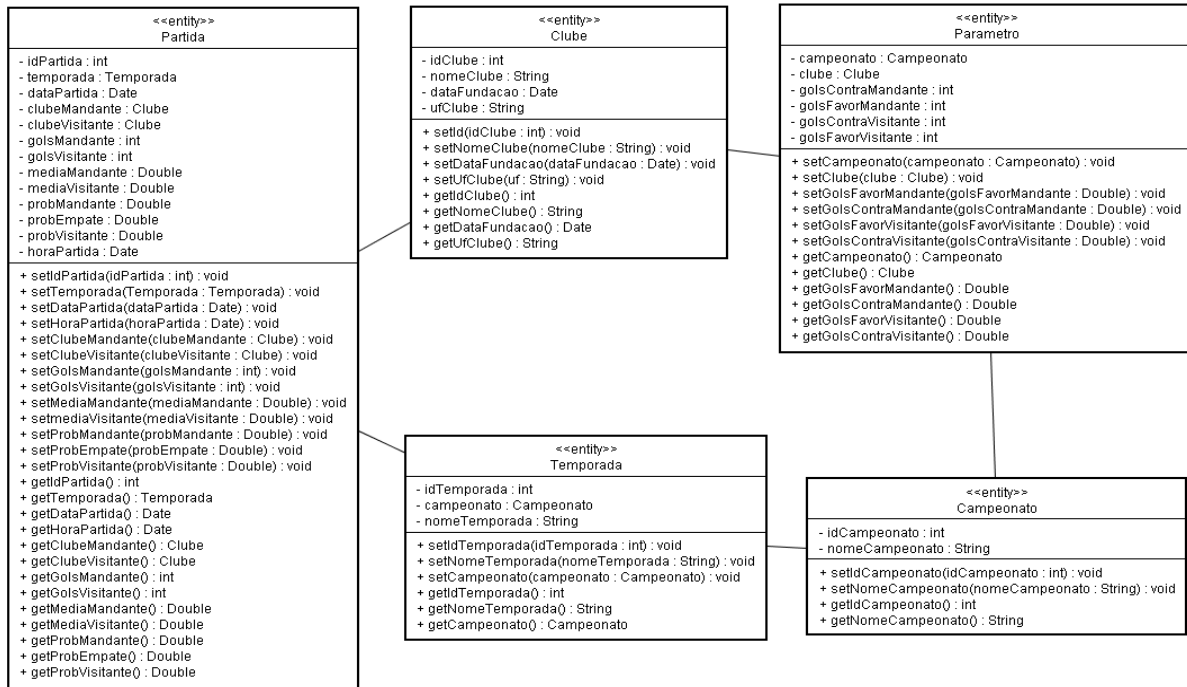 <<entity>>
Partida
- idPartida : int
- temporada : Temporada
- dataPartida : Date
- clubeMandante : Clube
- clubeVisitante : Clube
- golsMandante : int
- golsVisitante : int
- mediaMandante : Double
- mediaVisitante : Double
- probMandante : Double
- probEmpate : Double
- probVisitante : Double
- horaPartida : Date
+ setIdPartida(idPartida : int) : void
+ setTemporada(Temporada : Temporada) : void
+ setDataPartida(dataPartida : Date) : void
+ setHoraPartida(horaPartida : Date) : void
+ setClubeMandante(clubeMandante : Clube) : void
+ setClubeVisitante(clubeVisitante : Clube) : void
+ setGolsMandante(golsMandante : int) : void
+ setGolsVisitante(golsVisitante : int) : void
+ setMediaMandante(mediaMandante : Double) : void
+ setmediaVisitante(mediaVisitante : Double) : void
+ setProbMandante(probMandante : Double) : void
+ setProbEmpate(probEmpate : Double) : void
+ setProbVisitante(probVisitante : Double) : void
+ getIdPartida() : int
+ getTemporada() : Temporada
+ getDataPartida() : Date
+ getHoraPartida() : Date
+ getClubeMandante() : Clube
+ getClubeVisitante() : Clube
+ getGolsMandante() : int
+ getGolsVisitante() : int
+ getMediaMandante() : Double
+ getMediaVisitante() : Double
+ getProbMandante() : Double
+ getProbEmpate() : Double
+ getProbVisitante() : Double
<<entity>>
Clube
- idClube : int
- nomeClube : String
- dataFundacao : Date
- ufClube : String
+ setId(idClube : int) : void
+ setNomeClube(nomeClube : String) : void
+ setDataFundacao(dataFundacao : Date) : void
+ setUfClube(uf : String) : void
+ getIdClube() : int
+ getNomeClube() : String
+ getDataFundacao() : Date
+ getUfClube() : String
<<entity>>
Parametro
- campeonato : Campeonato
- clube : Clube
- golsContraMandante : int
- golsFavorMandante : int
- golsContraVisitante : int
- golsFavorVisitante : int
+ setCampeonato(campeonato : Campeonato) : void
+ setClube(clube : Clube) : void
+ setGolsFavorMandante(golsFavorMandante : Double) : void
+ setGolsContraMandante(golsContraMandante : Double) : void
+ setGolsFavorVisitante(golsFavorVisitante : Double) : void
+ setGolsContraVisitante(golsContraVisitante : Double) : void
+ getCampeonato() : Campeonato
+ getClube() : Clube
+ getGolsFavorMandante() : Double
+ getGolsContraMandante() : Double
+ getGolsFavorVisitante() : Double
+ getGolsContraVisitante() : Double
<<entity>>
Temporada
- idTemporada : int
- campeonato : Campeonato
- nomeTemporada : String
+ setIdTemporada(idTemporada : int) : void
+ setNomeTemporada(nomeTemporada : String) : void
+ setCampeonato(campeonato : Campeonato) : void
+ getIdTemporada() : int
+ getNomeTemporada() : String
+ getCampeonato() : Campeonato
<<entity>>
Campeonato
- idCampeonato : int
- nomeCampeonato : String
+ setIdCampeonato(idCampeonato : int) : void
+ setNomeCampeonato(nomeCampeonato : String) : void
+ getIdCampeonato() : int
+ getNomeCampeonato() : String